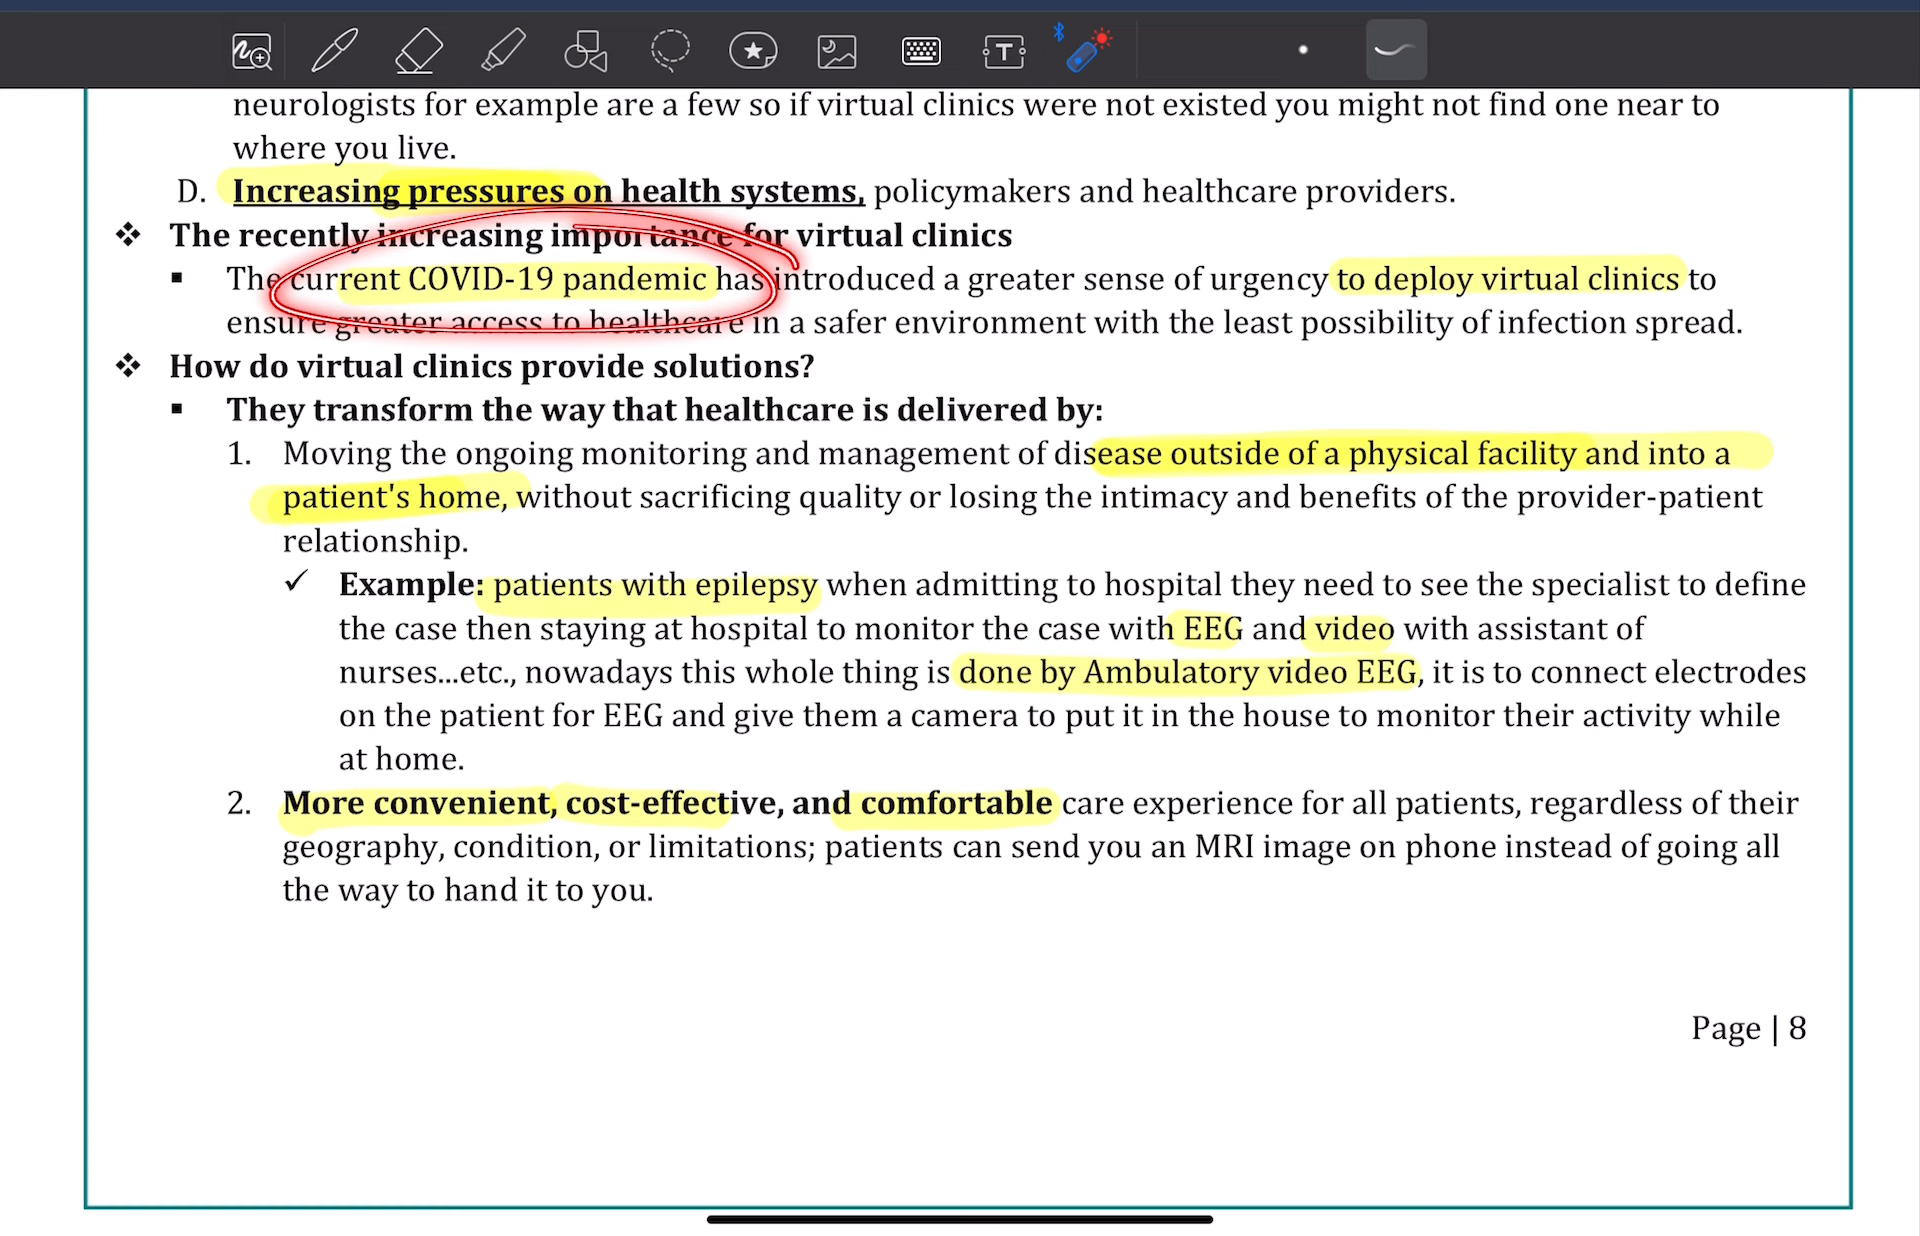 neurologists for example are a few so if virtual clinics were not existed you might not find one near to
where you live.
D. Increasing pressures on health systems, policymakers and healthcare providers.
❖ The recently increasing importance for virtual clinics
▪ The current COVID-19 pandemic has introduced a greater sense of urgency to deploy virtual clinics to
ensure greater access to healthcare in a safer environment with the least possibility of infection spread.
❖ How do virtual clinics provide solutions?
▪ They transform the way that healthcare is delivered by:
1. Moving the ongoing monitoring and management of disease outside of a physical facility and into a
patient's home, without sacrificing quality or losing the intimacy and benefits of the provider-patient
relationship.
✓ Example: patients with epilepsy when admitting to hospital they need to see the specialist to define
the case then staying at hospital to monitor the case with EEG and video with assistant of
nurses...etc., nowadays this whole thing is done by Ambulatory video EEG, it is to connect electrodes
on the patient for EEG and give them a camera to put it in the house to monitor their activity while
at home.
2. More convenient, cost-effective, and comfortable care experience for all patients, regardless of their
geography, condition, or limitations; patients can send you an MRI image on phone instead of going all
the way to hand it to you.
Page | 8